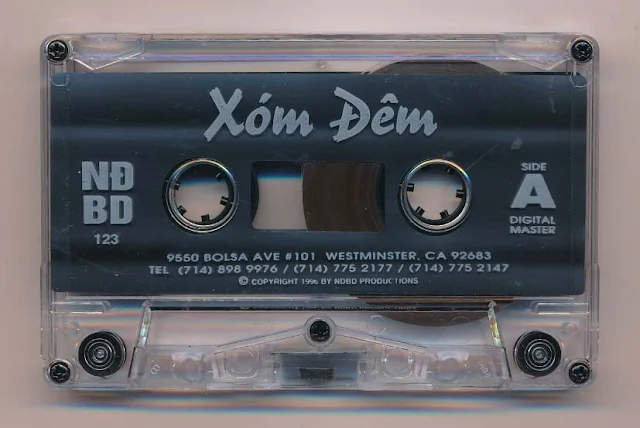 Xóm Đêm
NĐ
BD
123
SIDE
A
DIGITAL
MASTER
9550 BOLSA AVE #101 WESTMINSTER, CA 92683
TEL (714) 898 9976 / (714) 775 2177 / (714) 775 2147
© COPYRIGHT 1996 BY NDBD PRODUCTIONS